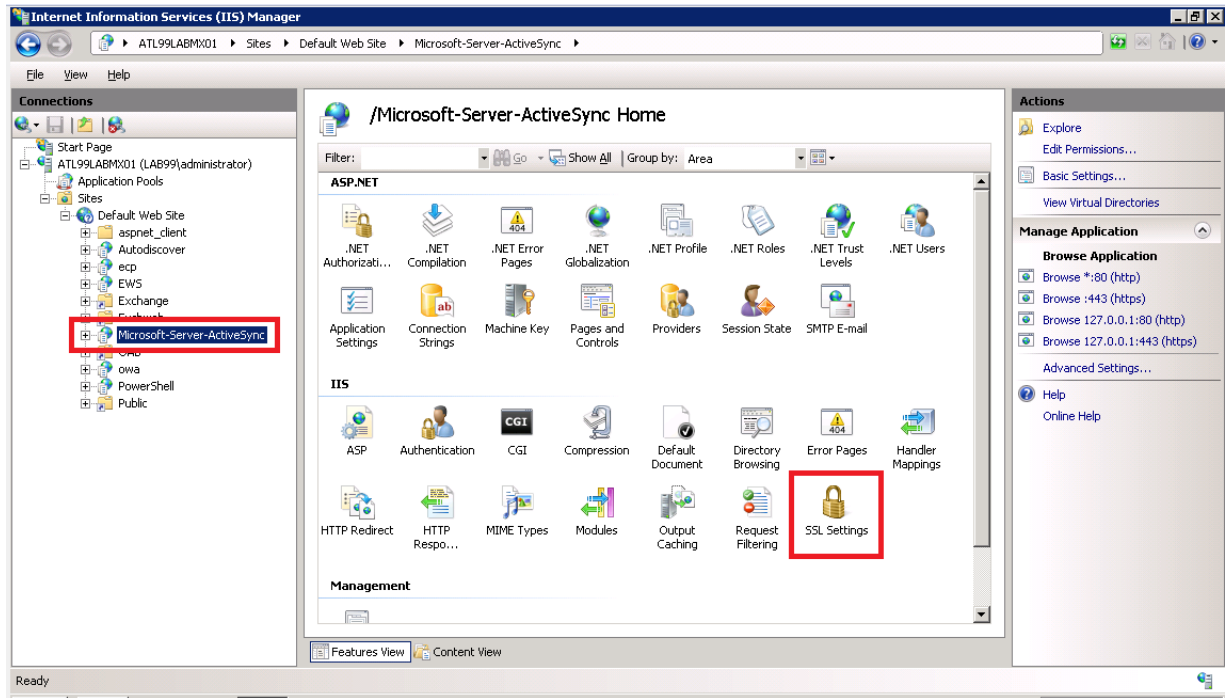 Internet Information Services (IIS) Manager
ATL99LABMX01 Sites Default Web Site Microsoft-Server-ActiveSync
File View Help
Connections
Start Page
ATL99LABMX01 (LAB99\administrator)
Application Pools
Sites
Default Web Site
aspnet_client
Autodiscover
ecp
EWS
Exchange
Microsoft-Server-ActiveSync
OAB
owa
PowerShell
Public
/Microsoft-Server-ActiveSync Home
Filter: Go Show All Group by: Area
ASP.NET
.NET Authorizati...
.NET Compilation
.NET Error Pages
.NET Globalization
.NET Profile
.NET Roles
.NET Trust Levels
.NET Users
Application Settings
Connection Strings
Machine Key
Pages and Controls
Providers
Session State
SMTP E-mail
IIS
ASP
Authentication
CGI
Compression
Default Document
Directory Browsing
Error Pages
Handler Mappings
HTTP Redirect
HTTP Respo...
MIME Types
Modules
Output Caching
Request Filtering
SSL Settings
Management
Features View Content View
Actions
Explore
Edit Permissions...
Basic Settings...
View Virtual Directories
Manage Application
Browse Application
Browse *:80 (http)
Browse :443 (https)
Browse 127.0.0.1:80 (http)
Browse 127.0.0.1:443 (https)
Advanced Settings...
Help
Online Help
Ready